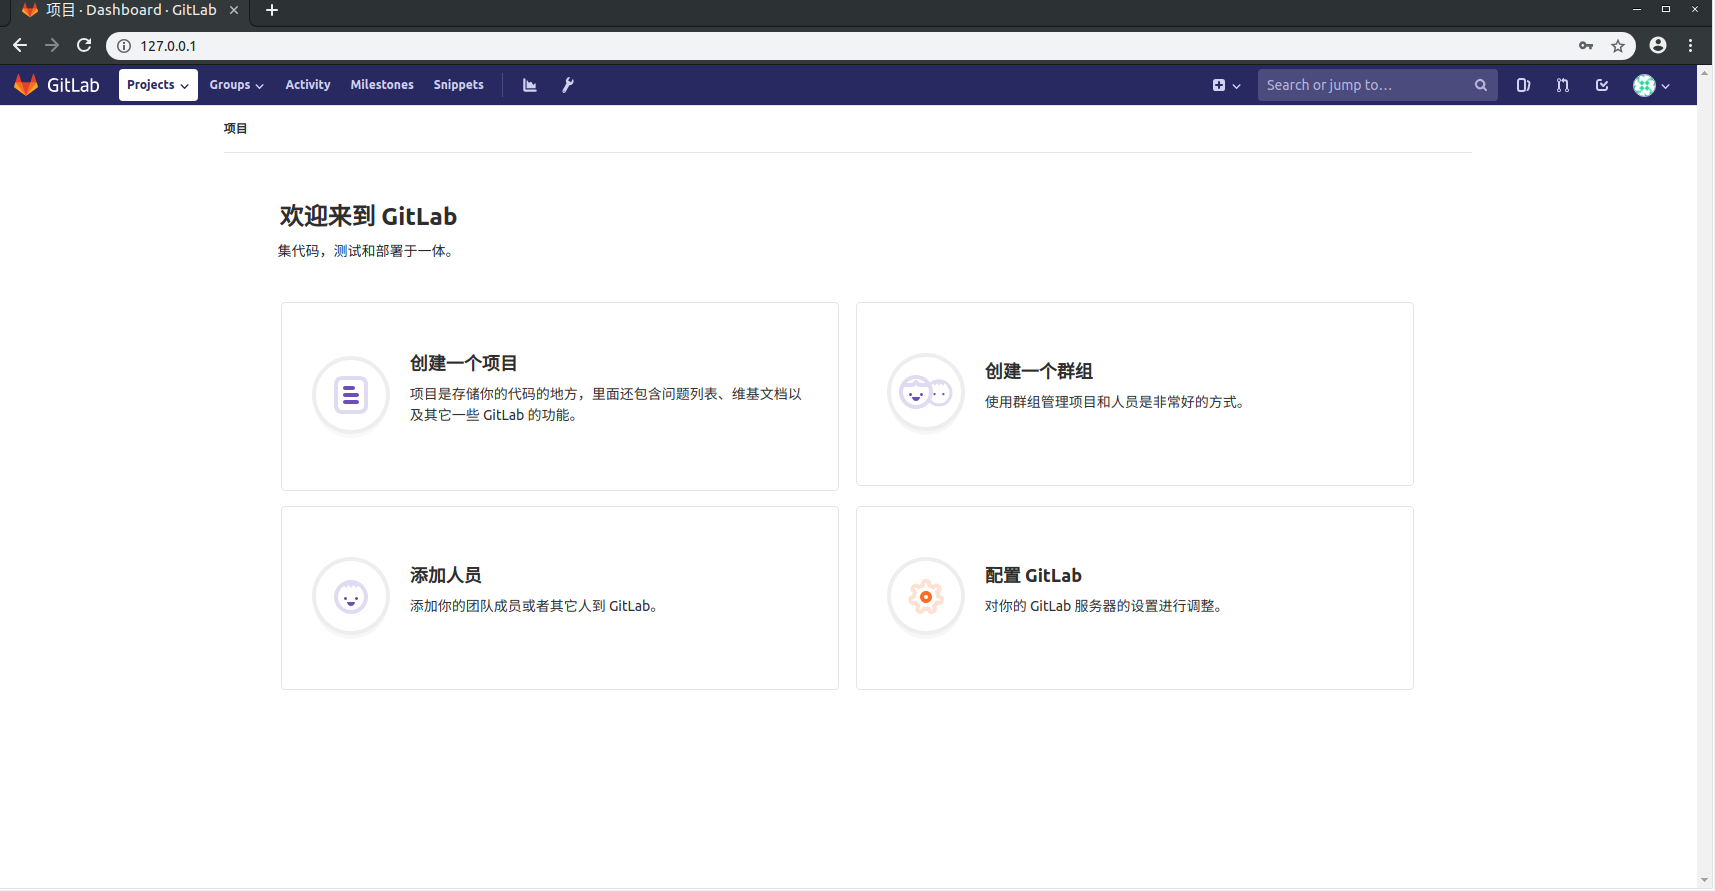 项目 · Dashboard · GitLab
127.0.0.1
GitLab Projects Groups Activity Milestones Snippets Search or jump to…
项目
欢迎来到 GitLab
集代码，测试和部署于一体。
创建一个项目
项目是存储你的代码的地方，里面还包含问题列表、维基文档以
及其它一些 GitLab 的功能。
创建一个群组
使用群组管理项目和人员是非常好的方式。
添加人员
添加你的团队成员或者其它人到 GitLab。
配置 GitLab
对你的 GitLab 服务器的设置进行调整。